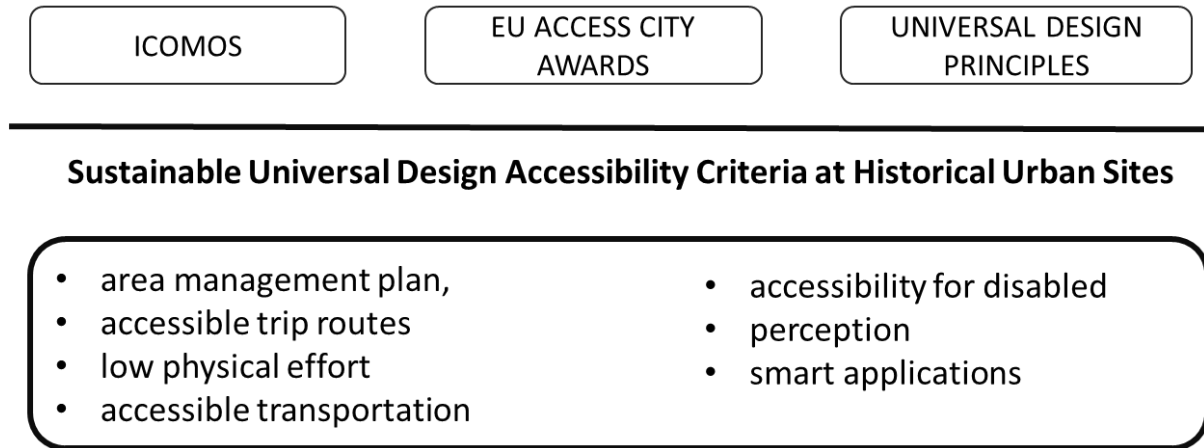 ICOMOS
EU ACCESS CITY
AWARDS
UNIVERSAL DESIGN
PRINCIPLES
Sustainable Universal Design Accessibility Criteria at Historical Urban Sites
• area management plan,
• accessible trip routes
• low physical effort
• accessible transportation
• accessibility for disabled
• perception
• smart applications